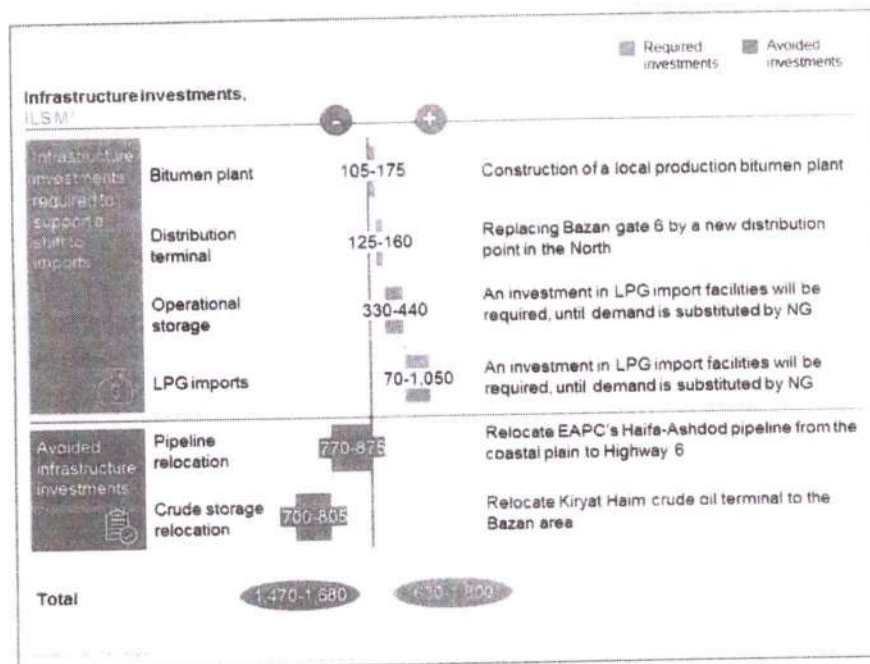 Required investments
Avoided investments
Infrastructure investments,
ILS M¹
-
+
Infrastructure
investments
required to
support a
shift to
imports
Bitumen plant
105-175
Construction of a local production bitumen plant
Distribution
terminal
125-160
Replacing Bazan gate 6 by a new distribution
point in the North
Operational
storage
330-440
An investment in LPG import facilities will be
required, until demand is substituted by NG
LPG imports
70-1,050
An investment in LPG import facilities will be
required, until demand is substituted by NG
Avoided
infrastructure
investments
Pipeline
relocation
770-875
Relocate EAPC's Haifa-Ashdod pipeline from the
coastal plain to Highway 6
Crude storage
relocation
700-805
Relocate Kiryat Haim crude oil terminal to the
Bazan area
Total
1,470-1,680
630-1,800